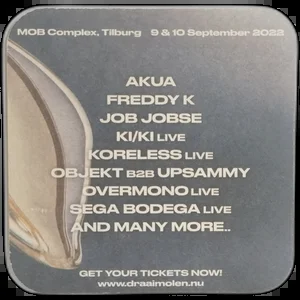 MOB Complex, Tilburg 9 & 10 September 2022
AKUA
FREDDY K
JOB JOBSE
KI/KI LIVE
KORELESS LIVE
OBJEKT B2B UPSAMMY
OVERMONO LIVE
SEGA BODEGA LIVE
AND MANY MORE..
GET YOUR TICKETS NOW!
www.draaimolen.nu